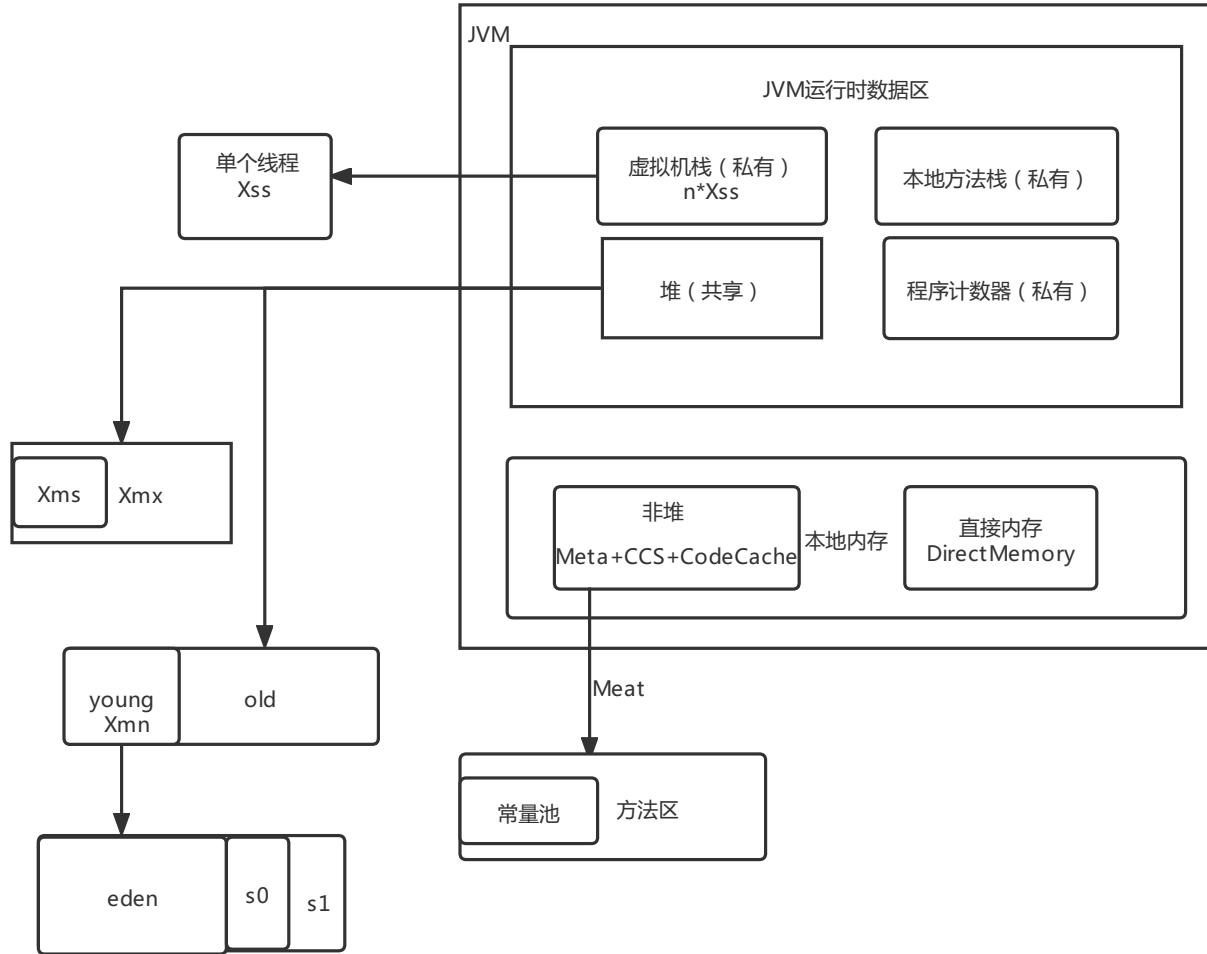 JVM
JVM运行时数据区
单个线程
Xss
虚拟机栈（私有）
n*Xss
本地方法栈（私有）
堆（共享）
程序计数器（私有）
Xms
Xmx
非堆
Meta+CCS+CodeCache
本地内存
直接内存
DirectMemory
young
Xmn
old
Meat
常量池
方法区
eden
s0
s1